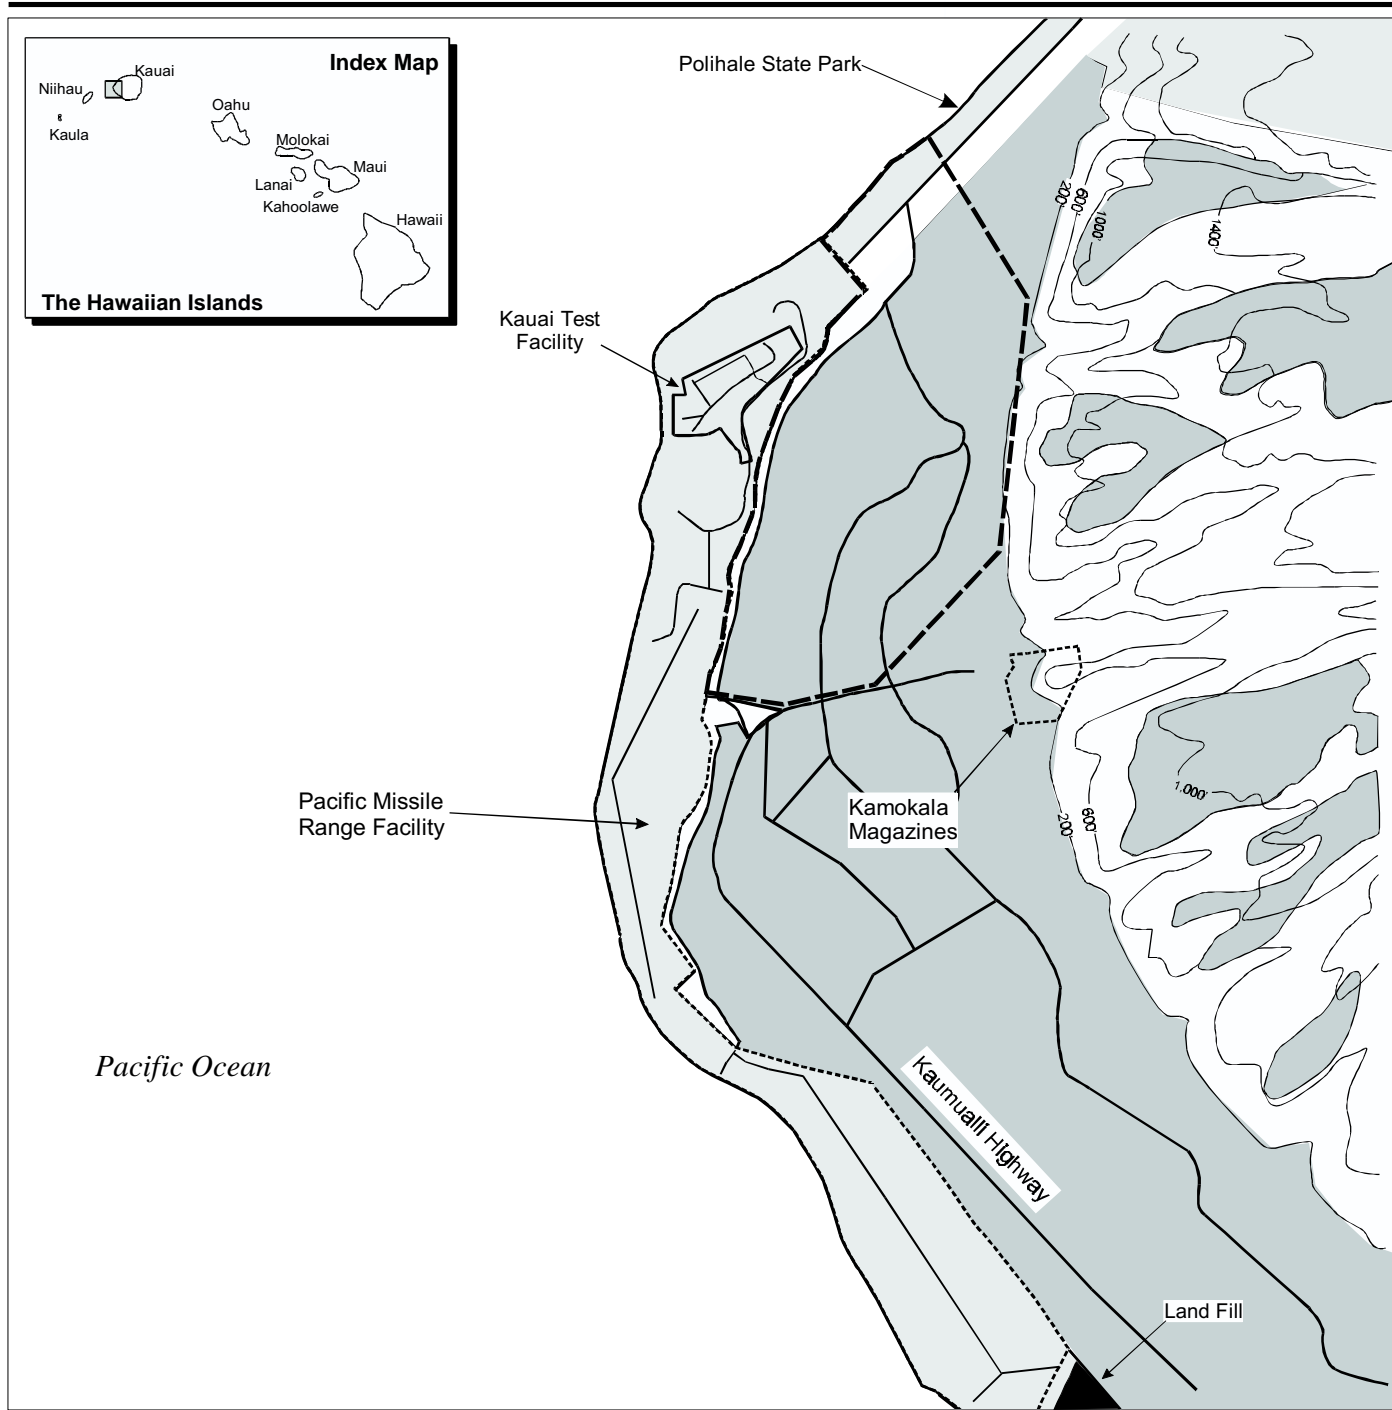 Index Map
Kauai
Niihau
Kaula
Oahu
Molokai
Maui
Lanai
Kahoolawe
Hawaii
The Hawaiian Islands
Polihale State Park
Kauai Test
Facility
200'
600'
1000'
1400'
Pacific Missile
Range Facility
Kamokala
Magazines
1,000'
200'
600'
Pacific Ocean
Kaumualli Highway
Land Fill